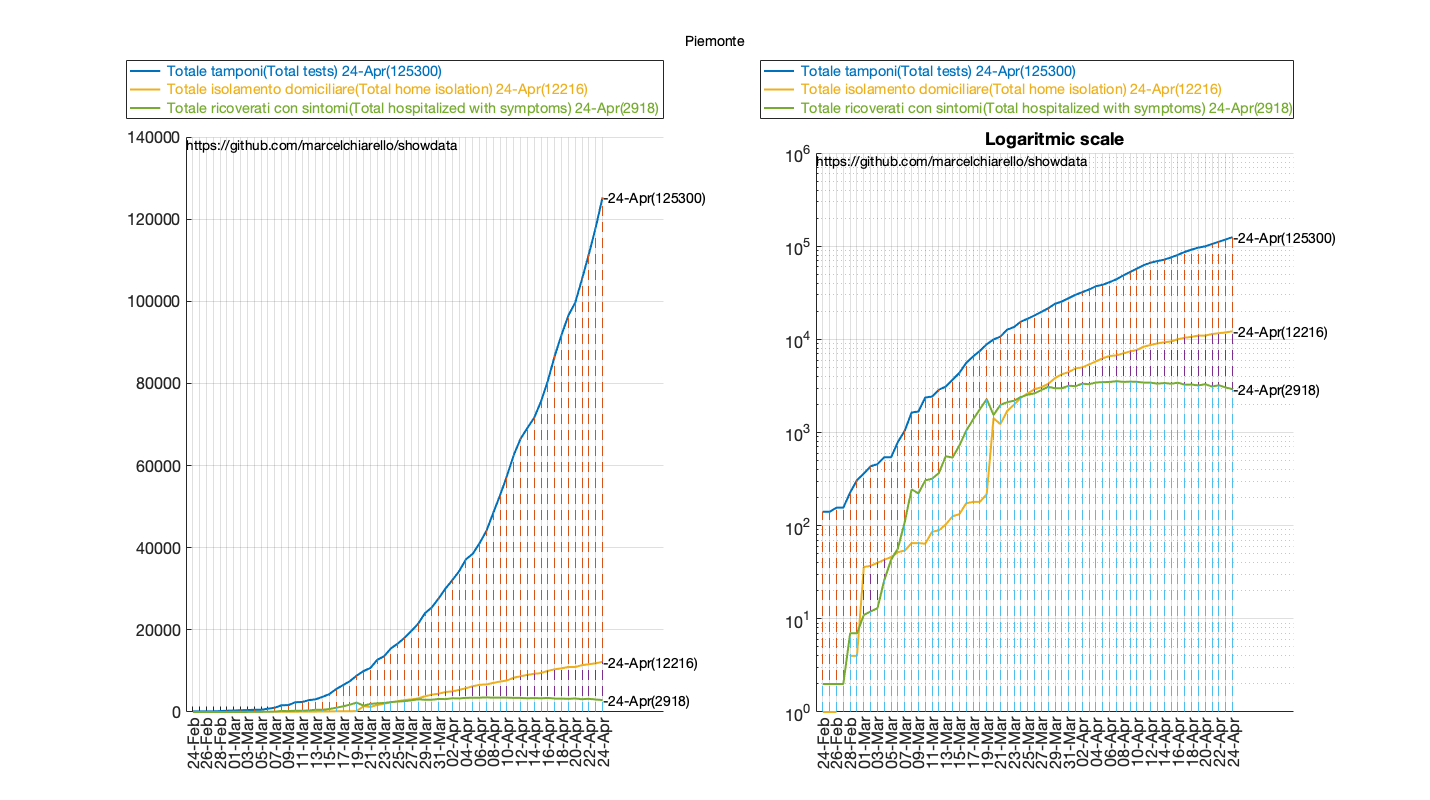 Piemonte
Totale tamponi(Total tests) 24-Apr(125300)
Totale isolamento domiciliare(Total home isolation) 24-Apr(12216)
Totale ricoverati con sintomi(Total hospitalized with symptoms) 24-Apr(2918)
140000
https://github.com/marcelchiarello/showdata
-24-Apr(125300)
120000
100000
80000
60000
40000
20000
-24-Apr(12216)
-24-Apr(2918)
0
24-Feb
26-Feb
28-Feb
01-Mar
03-Mar
05-Mar
07-Mar
09-Mar
11-Mar
13-Mar
15-Mar
17-Mar
19-Mar
21-Mar
23-Mar
25-Mar
27-Mar
29-Mar
31-Mar
02-Apr
04-Apr
06-Apr
08-Apr
10-Apr
12-Apr
14-Apr
16-Apr
18-Apr
20-Apr
22-Apr
24-Apr
Totale tamponi(Total tests) 24-Apr(125300)
Totale isolamento domiciliare(Total home isolation) 24-Apr(12216)
Totale ricoverati con sintomi(Total hospitalized with symptoms) 24-Apr(2918)
Logaritmic scale
10^6
https://github.com/marcelchiarello/showdata
-24-Apr(125300)
10^5
10^4
-24-Apr(12216)
-24-Apr(2918)
10^3
10^2
10^1
10^0
24-Feb
26-Feb
28-Feb
01-Mar
03-Mar
05-Mar
07-Mar
09-Mar
11-Mar
13-Mar
15-Mar
17-Mar
19-Mar
21-Mar
23-Mar
25-Mar
27-Mar
29-Mar
31-Mar
02-Apr
04-Apr
06-Apr
08-Apr
10-Apr
12-Apr
14-Apr
16-Apr
18-Apr
20-Apr
22-Apr
24-Apr